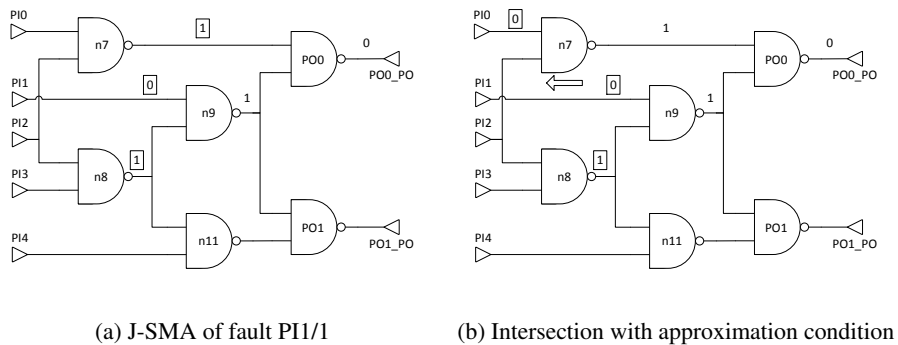 PI0
0
n7
1
PO0
0
PO0_PO
PI1
0
n9
1
PI2
PI3
n8
1
PI4
n11
PO1
PO1_PO
(a) J-SMA of fault PI1/1
PI0
0
n7
1
PO0
0
PO0_PO
PI1
0
n9
1
PI2
PI3
n8
1
PI4
n11
PO1
PO1_PO
(b) Intersection with approximation condition